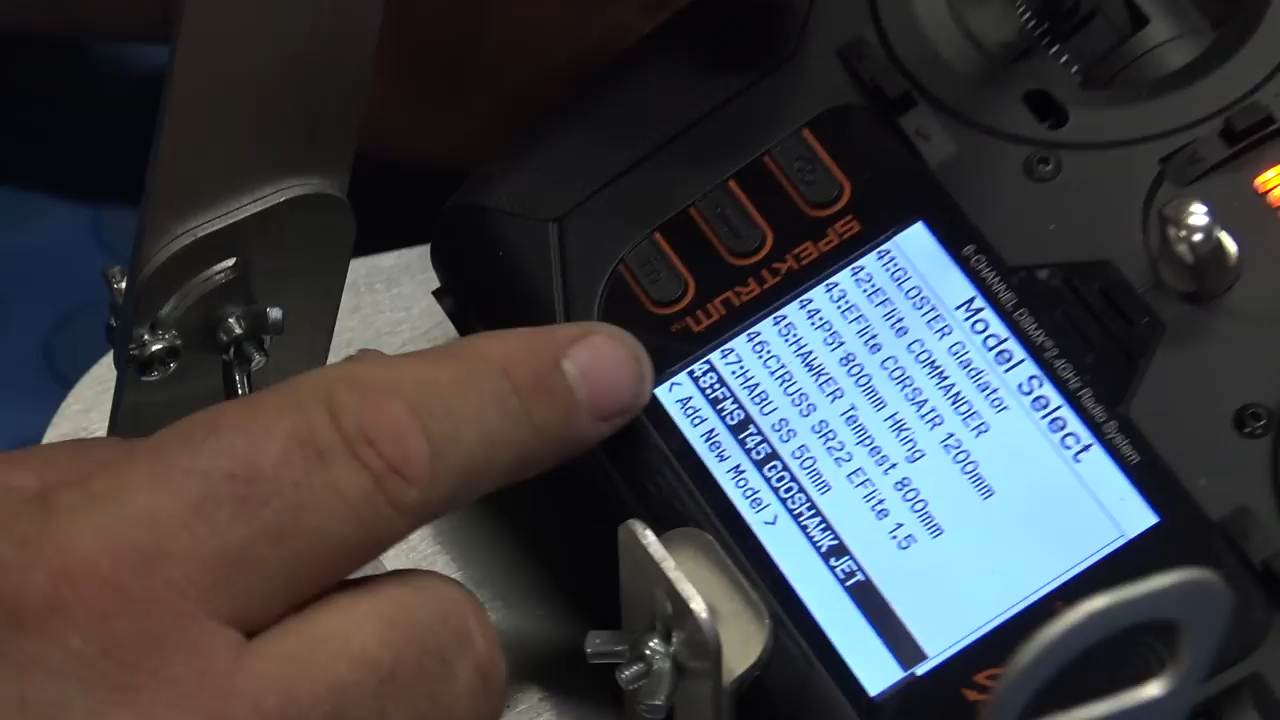 Model Select
41:GLOSTER Gladiator
42:EFlite COMMANDER
43:EFlite CORSAIR 1200mm
44:P51 800mm HKing
45:HAWKER Tempest 800mm
46:CIRUSS SR22 EFlite 1.5
47:HABU SS 50mm
48:FMS T45 GOOSHAWK JET
< Add New Model >
SPEKTRUM
6-CHANNEL DSMX® 2.4GHz Radio System